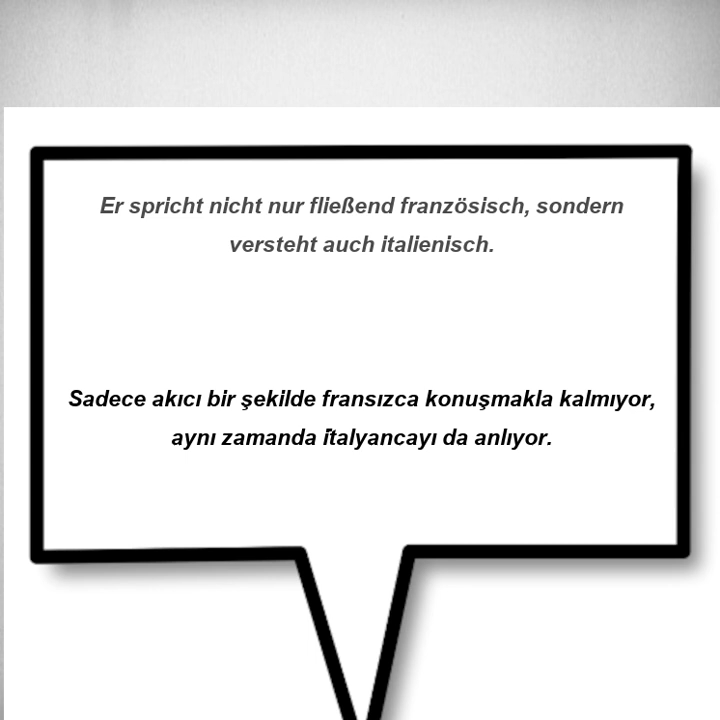 Er spricht nicht nur fließend französisch, sondern
versteht auch italienisch.
Sadece akıcı bir şekilde fransızca konuşmakla kalmıyor,
aynı zamanda i̇talyancayı da anlıyor.